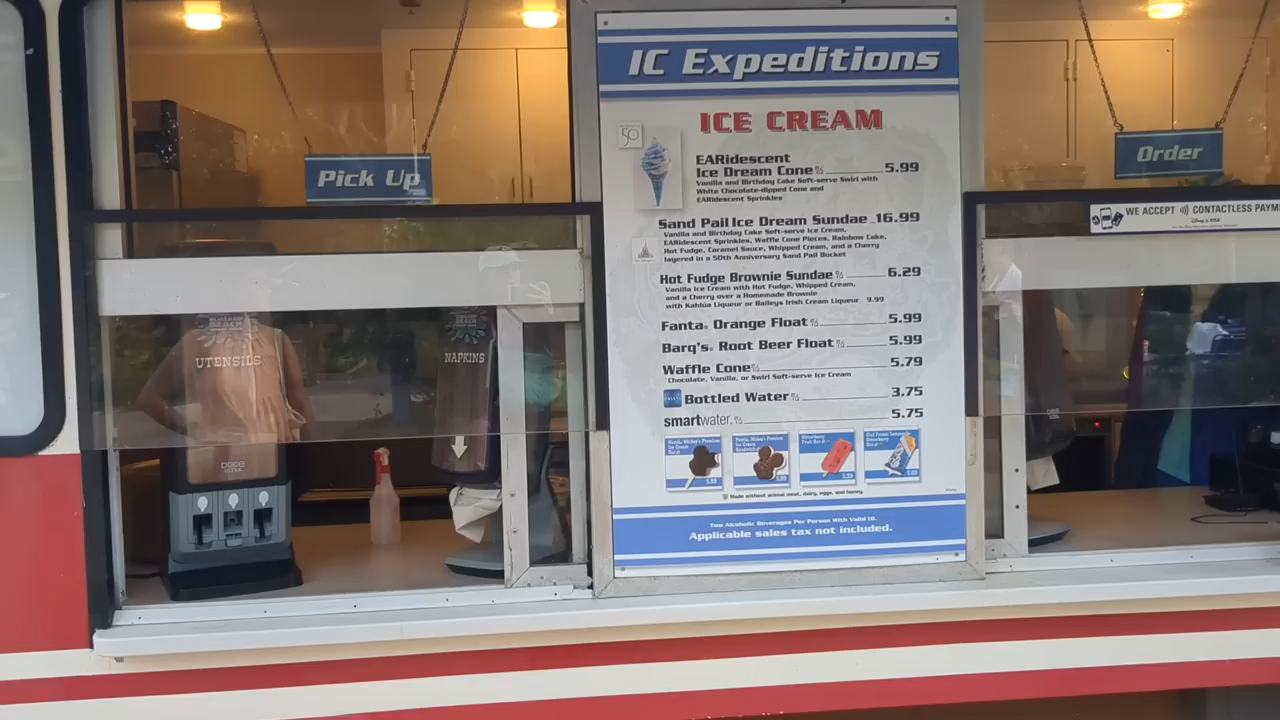 IC Expeditions
Pick Up
Order
WE ACCEPT CONTACTLESS PAYM
ICE CREAM
50
EARidescent
Ice Dream Cone 5.99
Vanilla and Birthday Cake Soft-serve Swirl with
White Chocolate-dipped Cone and
EARidescent Sprinkles
Sand Pail Ice Dream Sundae 16.99
Vanilla and Birthday Cake Soft-serve Ice Cream,
EARidescent Sprinkles, Waffle Cone Pieces, Rainbow Cake,
Hot Fudge, Caramel Sauce, Whipped Cream, and a Cherry
layered in a 50th Anniversary Sand Pail Bucket
Hot Fudge Brownie Sundae 6.29
Vanilla Ice Cream with Hot Fudge, Whipped Cream,
and a Cherry over a Homemade Brownie
with Kahlúa Liqueur or Baileys Irish Cream Liqueur 9.99
Fanta® Orange Float 5.99
Barq's® Root Beer Float 5.99
Waffle Cone 5.79
Chocolate, Vanilla, or Swirl Soft-serve Ice Cream
Bottled Water 3.75
smartwater. 5.75
Made without animal meat, dairy, eggs, and honey.
Two Alcoholic Beverages Per Person With Valid ID.
Applicable sales tax not included.
UTENSILS
NAPKINS
BEACH